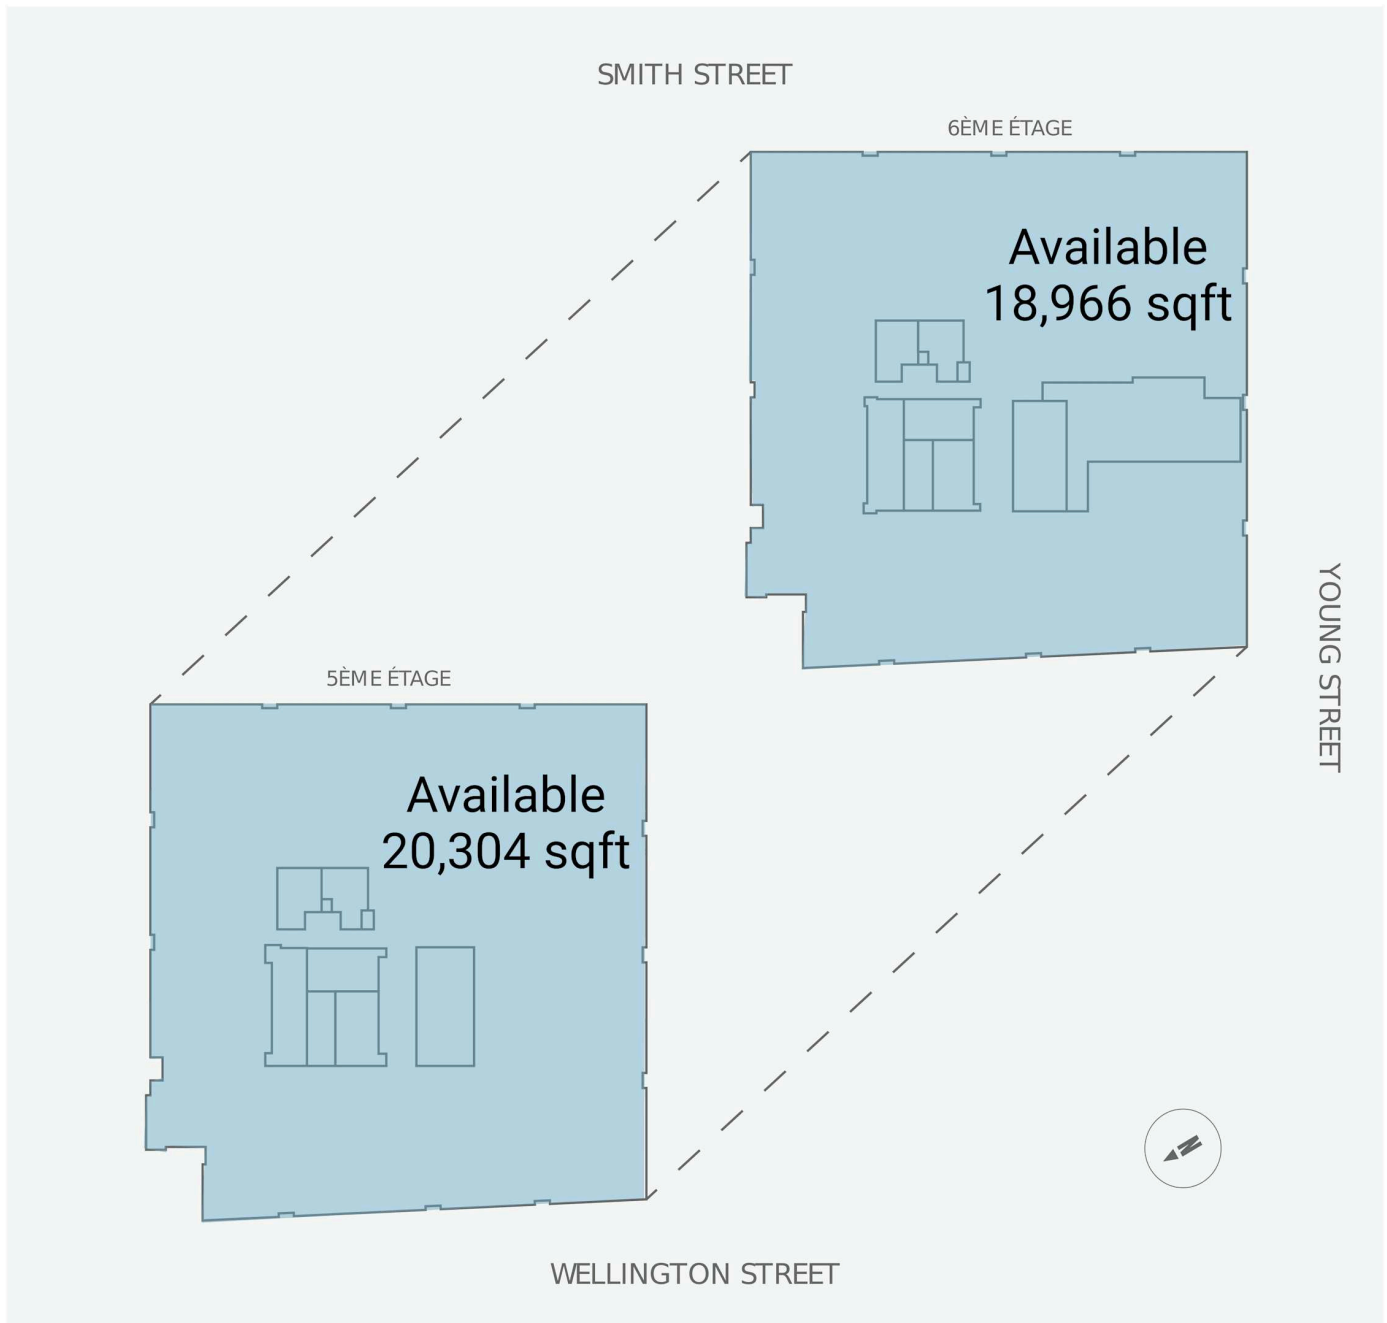 SMITH STREET
6ÈME ÉTAGE
Available
18,966 sqft
YOUNG STREET
5ÈME ÉTAGE
Available
20,304 sqft
N
WELLINGTON STREET